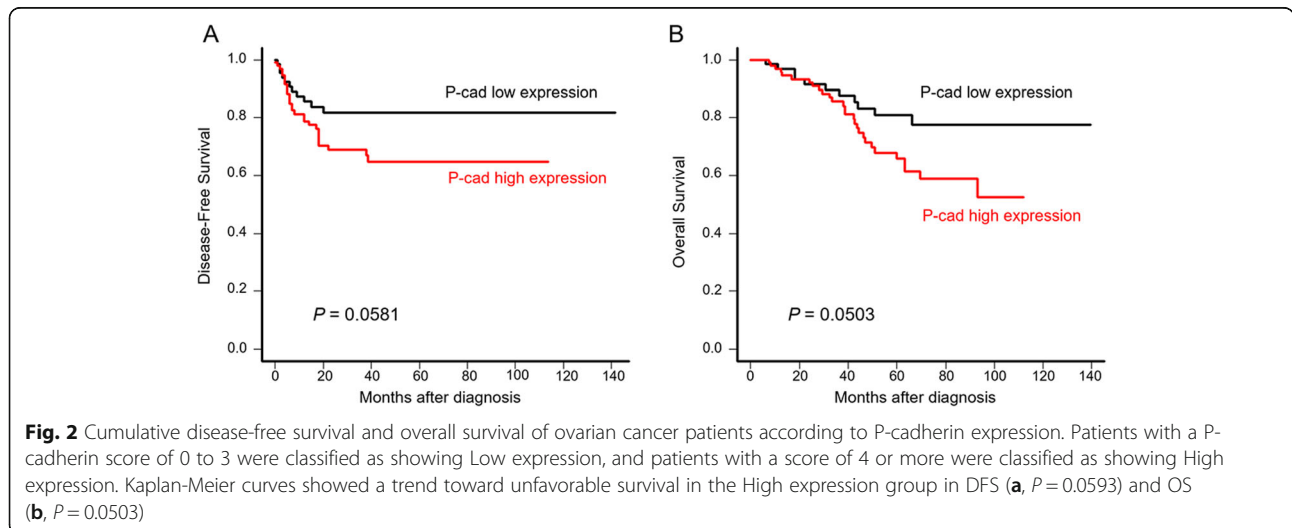 A
Disease-Free Survival
1.0
0.8
0.6
0.4
0.2
0.0
P-cad low expression
P-cad high expression
P = 0.0581
0 20 40 60 80 100 120 140
Months after diagnosis
B
Overall Survival
1.0
0.8
0.6
0.4
0.2
0.0
P-cad low expression
P-cad high expression
P = 0.0503
0 20 40 60 80 100 120 140
Months after diagnosis
Fig. 2 Cumulative disease-free survival and overall survival of ovarian cancer patients according to P-cadherin expression. Patients with a P-
cadherin score of 0 to 3 were classified as showing Low expression, and patients with a score of 4 or more were classified as showing High
expression. Kaplan-Meier curves showed a trend toward unfavorable survival in the High expression group in DFS (a, P = 0.0593) and OS
(b, P = 0.0503)